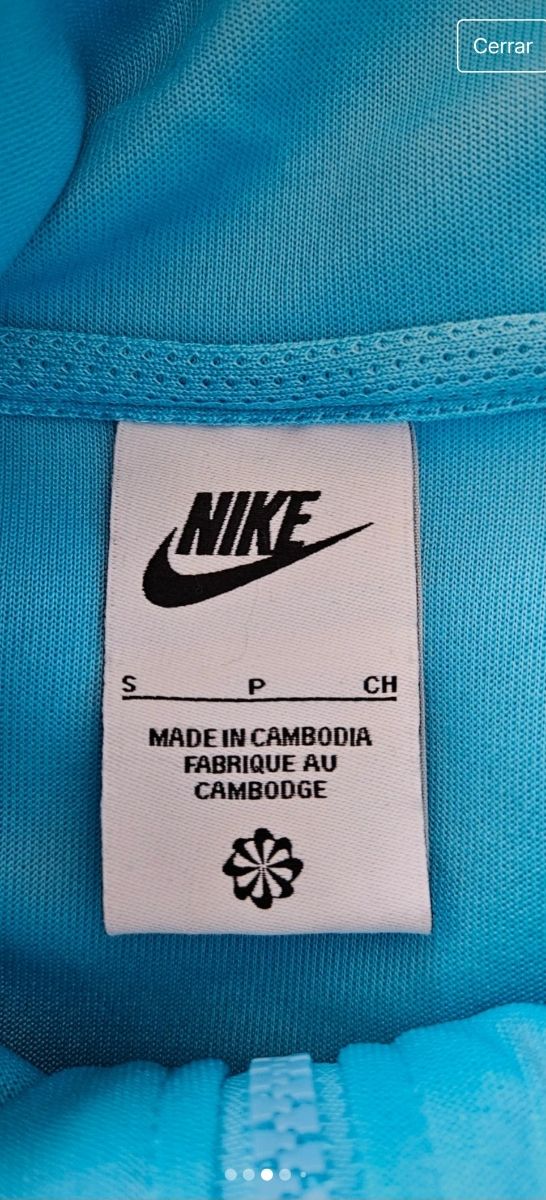 Cerrar
NIKE
S P CH
MADE IN CAMBODIA
FABRIQUE AU
CAMBODGE